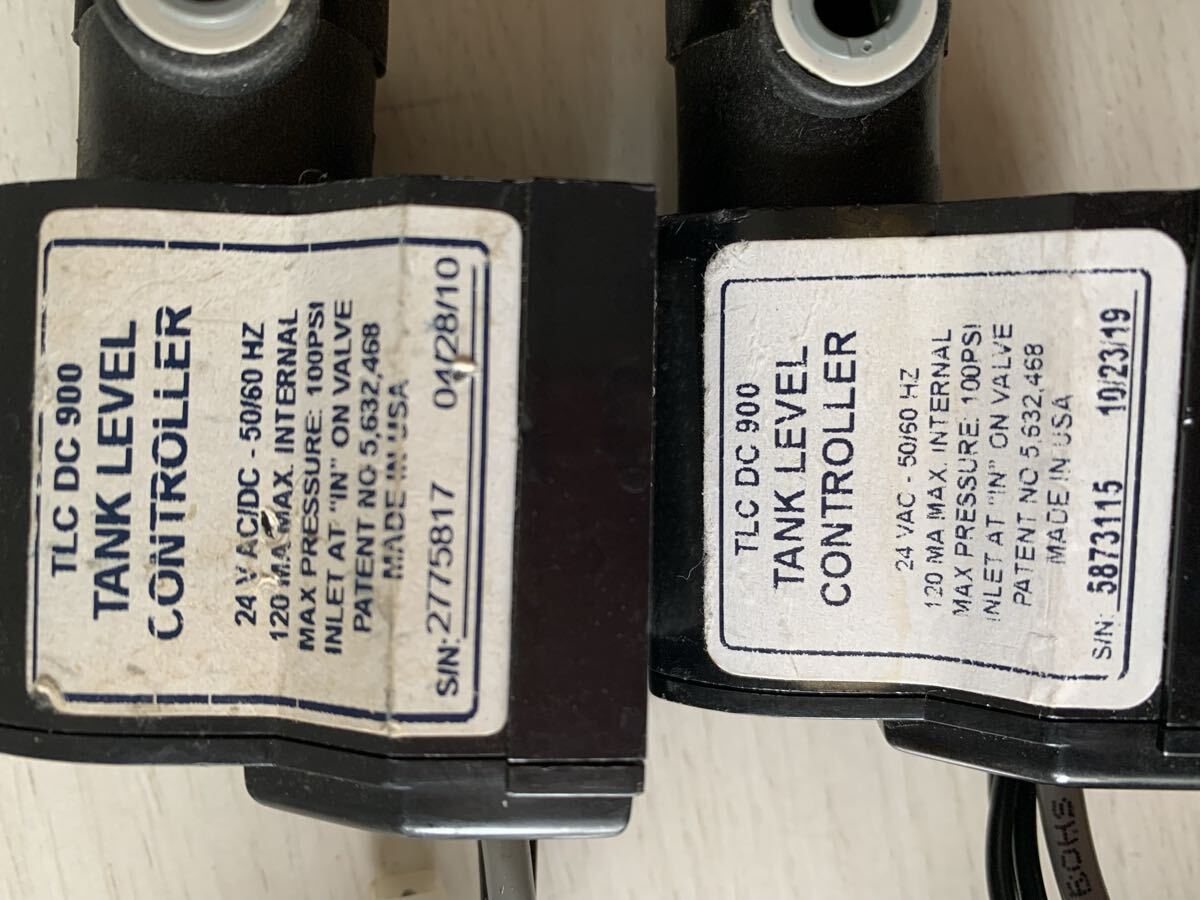 TLC DC 900
TANK LEVEL
CONTROLLER
24 V AC/DC - 50/60 HZ
120 MA MAX. INTERNAL
MAX PRESSURE: 100PSI
INLET AT "IN" ON VALVE
PATENT NO 5,632,468
MADE IN USA
S/N: 2775817 04/28/10
TLC DC 900
TANK LEVEL
CONTROLLER
24 VAC - 50/60 HZ
120 MA MAX. INTERNAL
MAX PRESSURE: 100PSI
INLET AT "IN" ON VALVE
PATENT NO 5,632,468
MADE IN USA
S/N: 5873115 10/23/19
ROHS